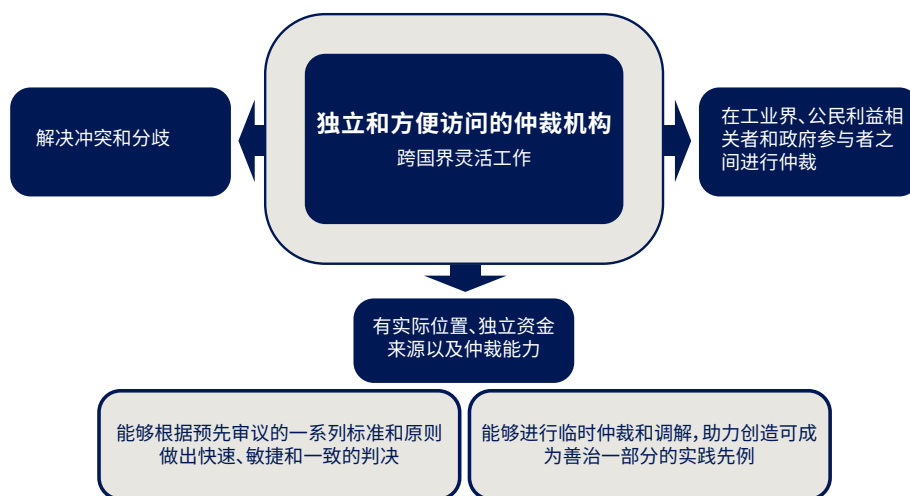 独立和方便访问的仲裁机构
跨国界灵活工作
解决冲突和分歧
在工业界、公民利益相
关者和政府参与者之
间进行仲裁
有实际位置、独立资金
来源以及仲裁能力
能够根据预先审议的一系列标准和原则
做出快速、敏捷和一致的判决
能够进行临时仲裁和调解，助力创造可成
为善治一部分的实践先例